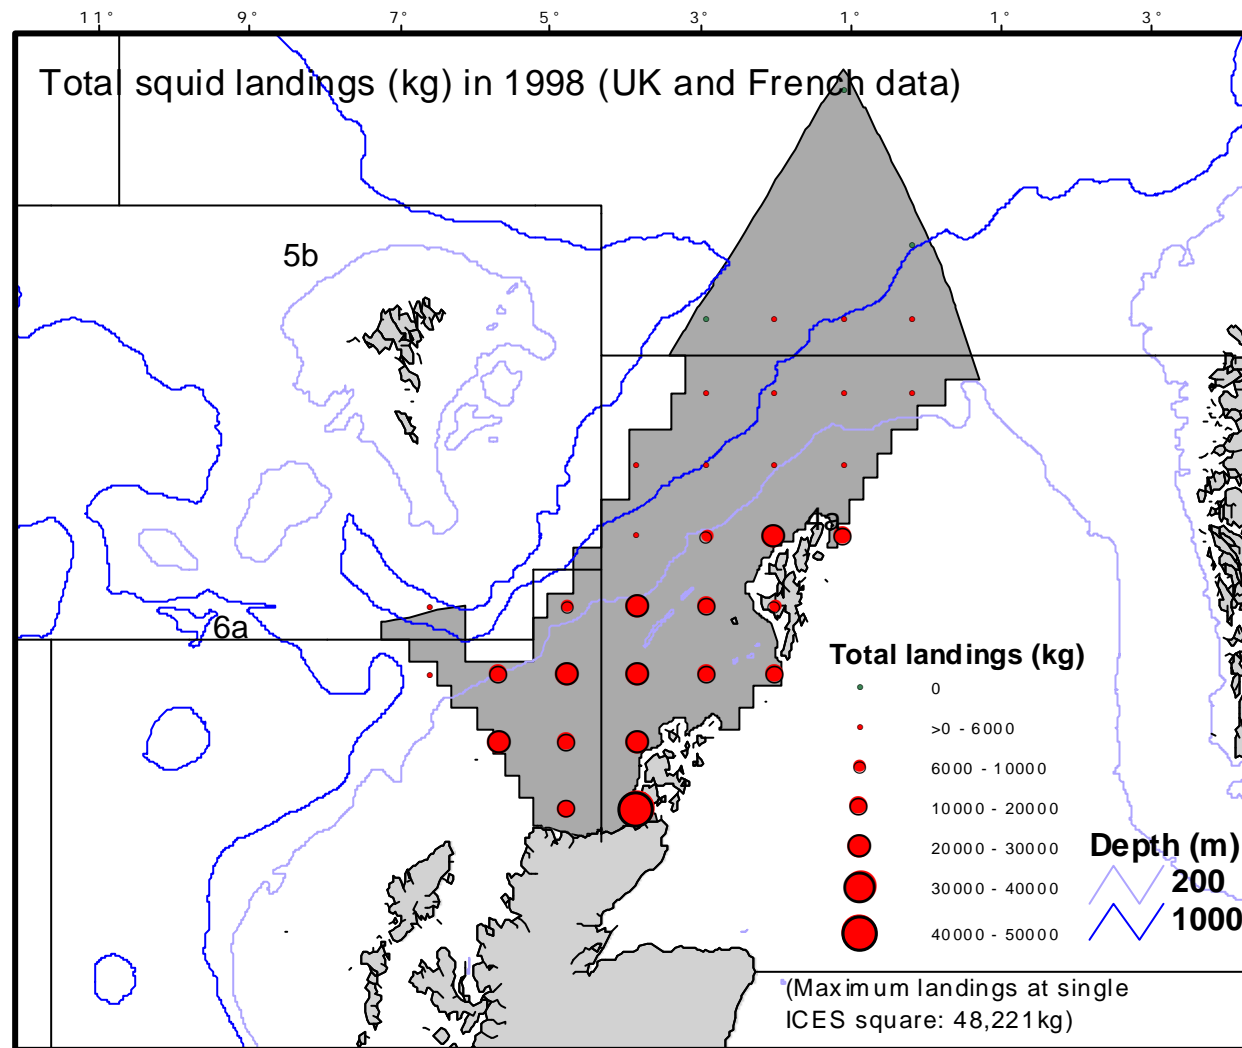 11° 9° 7° 5° 3° 1° 1° 3°
Total squid landings (kg) in 1998 (UK and French data)
5b
4a
6a
Total landings (kg)
0
>0 - 6000
6000 - 10000
10000 - 20000
20000 - 30000
30000 - 40000
40000 - 50000
Depth (m)
200
1000
(Maximum landings at single
ICES square: 48,221kg)